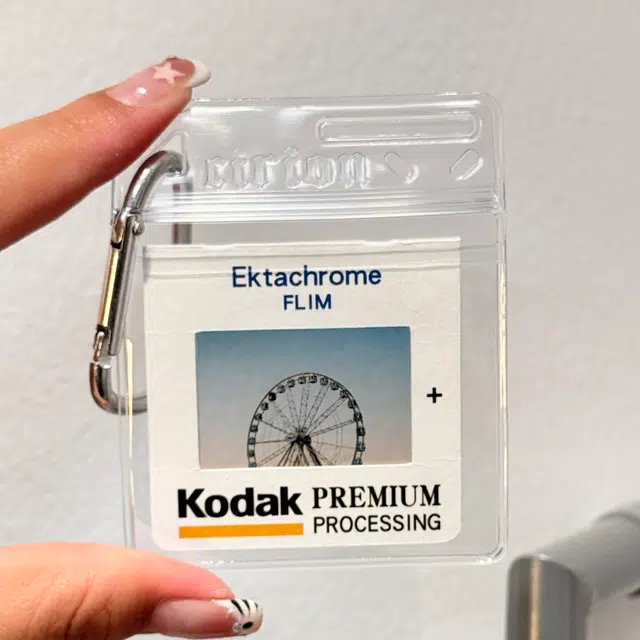 cirion
Ektachrome
FLIM
+
Kodak PREMIUM
PROCESSING